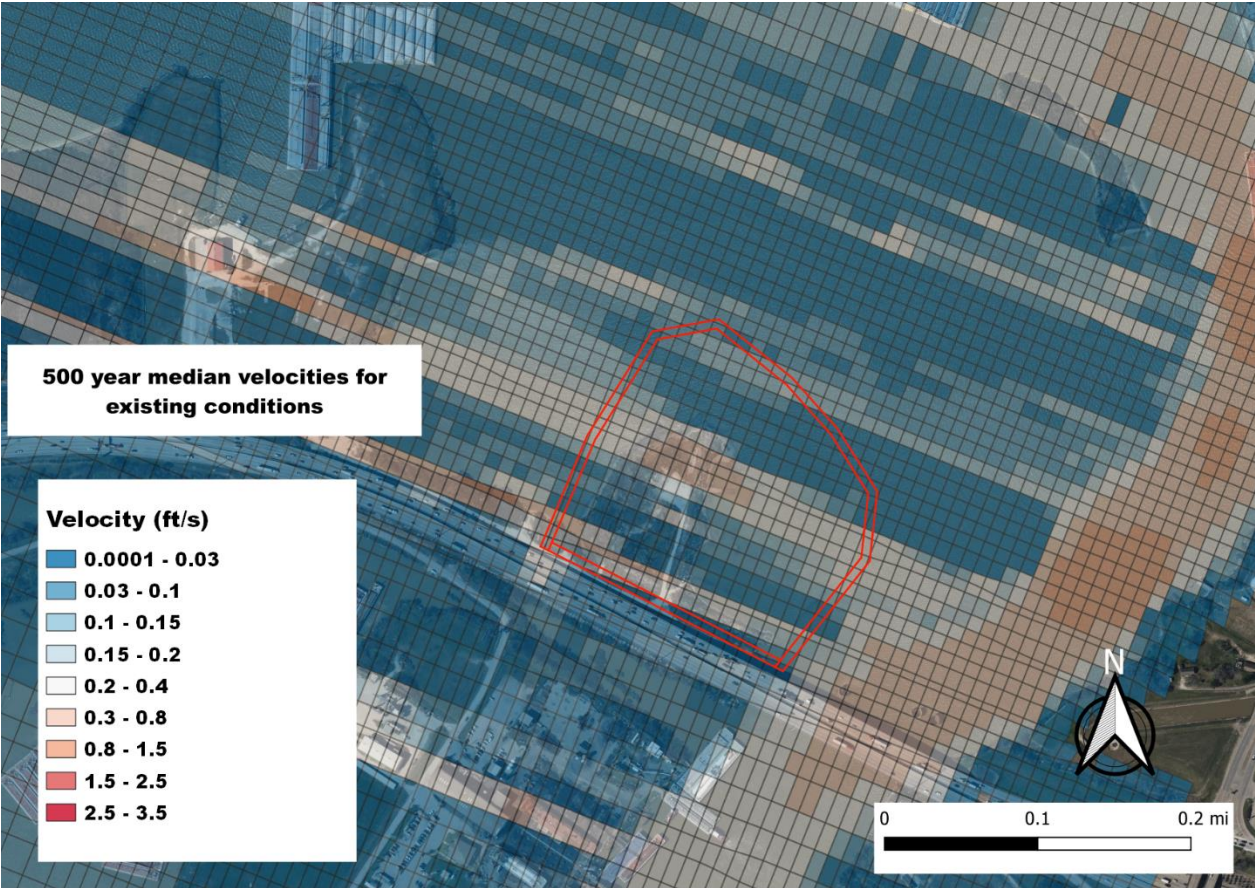 500 year median velocities for
existing conditions
Velocity (ft/s)
0.0001 - 0.03
0.03 - 0.1
0.1 - 0.15
0.15 - 0.2
0.2 - 0.4
0.3 - 0.8
0.8 - 1.5
1.5 - 2.5
2.5 - 3.5
N
0 0.1 0.2 mi